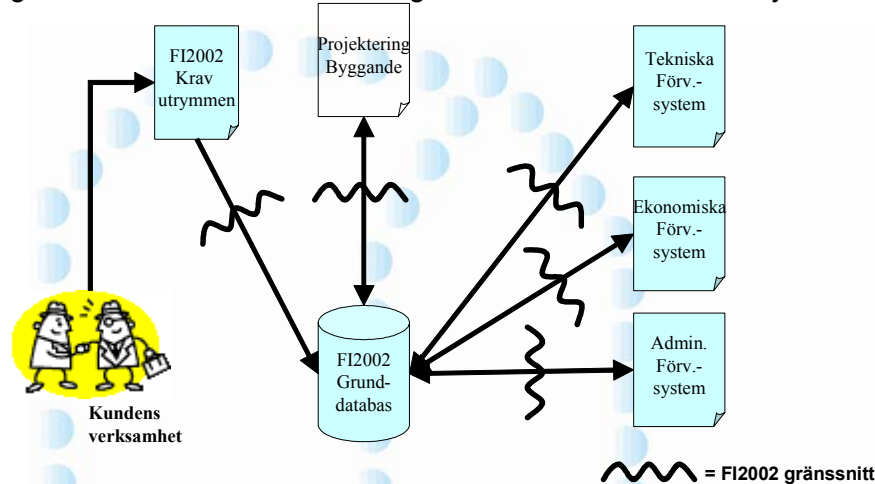 FI2002
Krav
utrymmen
Projektering
Byggande
Tekniska
Förv.-
system
Ekonomiska
Förv.-
system
FI2002
Grund-
databas
Admin.
Förv.-
system
Kundens
verksamhet
= FI2002 gränssnitt